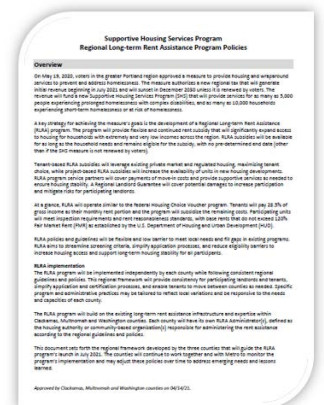 Supportive Housing Services Program
Regional Long-term Rent Assistance Program Policies
Overview
On May 19, 2020, voters in the greater Portland region approved a measure to provide housing and wraparound
services to prevent and address homelessness. The measure authorizes a new regional tax that will generate
initial revenue beginning in July 2021 and will sunset in December 2030 unless it is renewed by voters. The
revenue will fund a new Supportive Housing Services Program (SHS) that will provide services for as many as 5,000
people experiencing prolonged homelessness with complex disabilities, and as many as 10,000 households
experiencing short-term homelessness or at risk of homelessness.
A key strategy for achieving the measure's goals is the development of a Regional Long-term Rent Assistance
(RLRA) program. The program will provide flexible and continued rent subsidy that will significantly expand access
to housing for households with extremely and very low incomes across the region. RLRA subsidies will be available
for as long as the household needs and remains eligible for the subsidy, with no pre-determined end date (other
than if the SHS measure is not renewed by voters).
Tenant-based RLRA subsidies will leverage existing private market and regulated housing, maximizing tenant
choice, while project-based RLRA subsidies will increase the availability of units in new housing developments.
RLRA program service partners will cover payments of move-in costs and provide supportive services as needed to
ensure housing stability. A Regional Landlord Guarantee will cover potential damages to increase participation
and mitigate risks for participating landlords.
At a glance, RLRA will operate similar to the federal Housing Choice Voucher program. Tenants will pay 28.5% of
gross income as their monthly rent portion and the program will subsidize the remaining costs. Participating units
will meet inspection requirements and rent reasonableness standards, with base rents that do not exceed 120%
Fair Market Rent (FMR) as established by the U.S. Department of Housing and Urban Development (HUD).
RLRA policies and guidelines will be flexible and low barrier to meet local needs and fill gaps in existing programs.
RLRA aims to streamline screening criteria, simplify application processes, and reduce eligibility barriers to
increase housing access and support long-term housing stability for all participants.
RLRA Implementation
The RLRA program will be implemented independently by each county while following consistent regional
guidelines and policies. This regional framework will provide consistency for participating landlords and tenants,
simplify application and certification processes, and enable tenants to move between counties as needed. Specific
program and administrative practices may be tailored to reflect local variations and be responsive to the needs
and capacities of each county.
The RLRA program will build on the existing long-term rent assistance infrastructure and expertise within
Clackamas, Multnomah and Washington counties. Each county will have its own RLRA Administrator(s), defined as
the housing authority or community-based organization(s) responsible for administering the rent assistance
according to the regional guidelines and policies.
This document sets forth the regional framework developed by the three counties that will guide the RLRA
program's launch in July 2021. The counties will continue to work together and with Metro to monitor the
program's implementation and may adjust these policies over time to address emerging needs and lessons
learned.
Approved by Clackamas, Multnomah and Washington counties on 04/14/21.